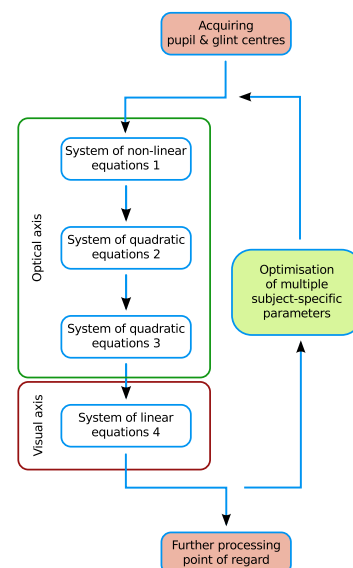 Acquiring
pupil & glint centres
System of non-linear
equations 1
Optical axis
System of quadratic
equations 2
Optimisation
of multiple
subject-specific
parameters
System of quadratic
equations 3
Visual axis
System of linear
equations 4
Further processing
point of regard